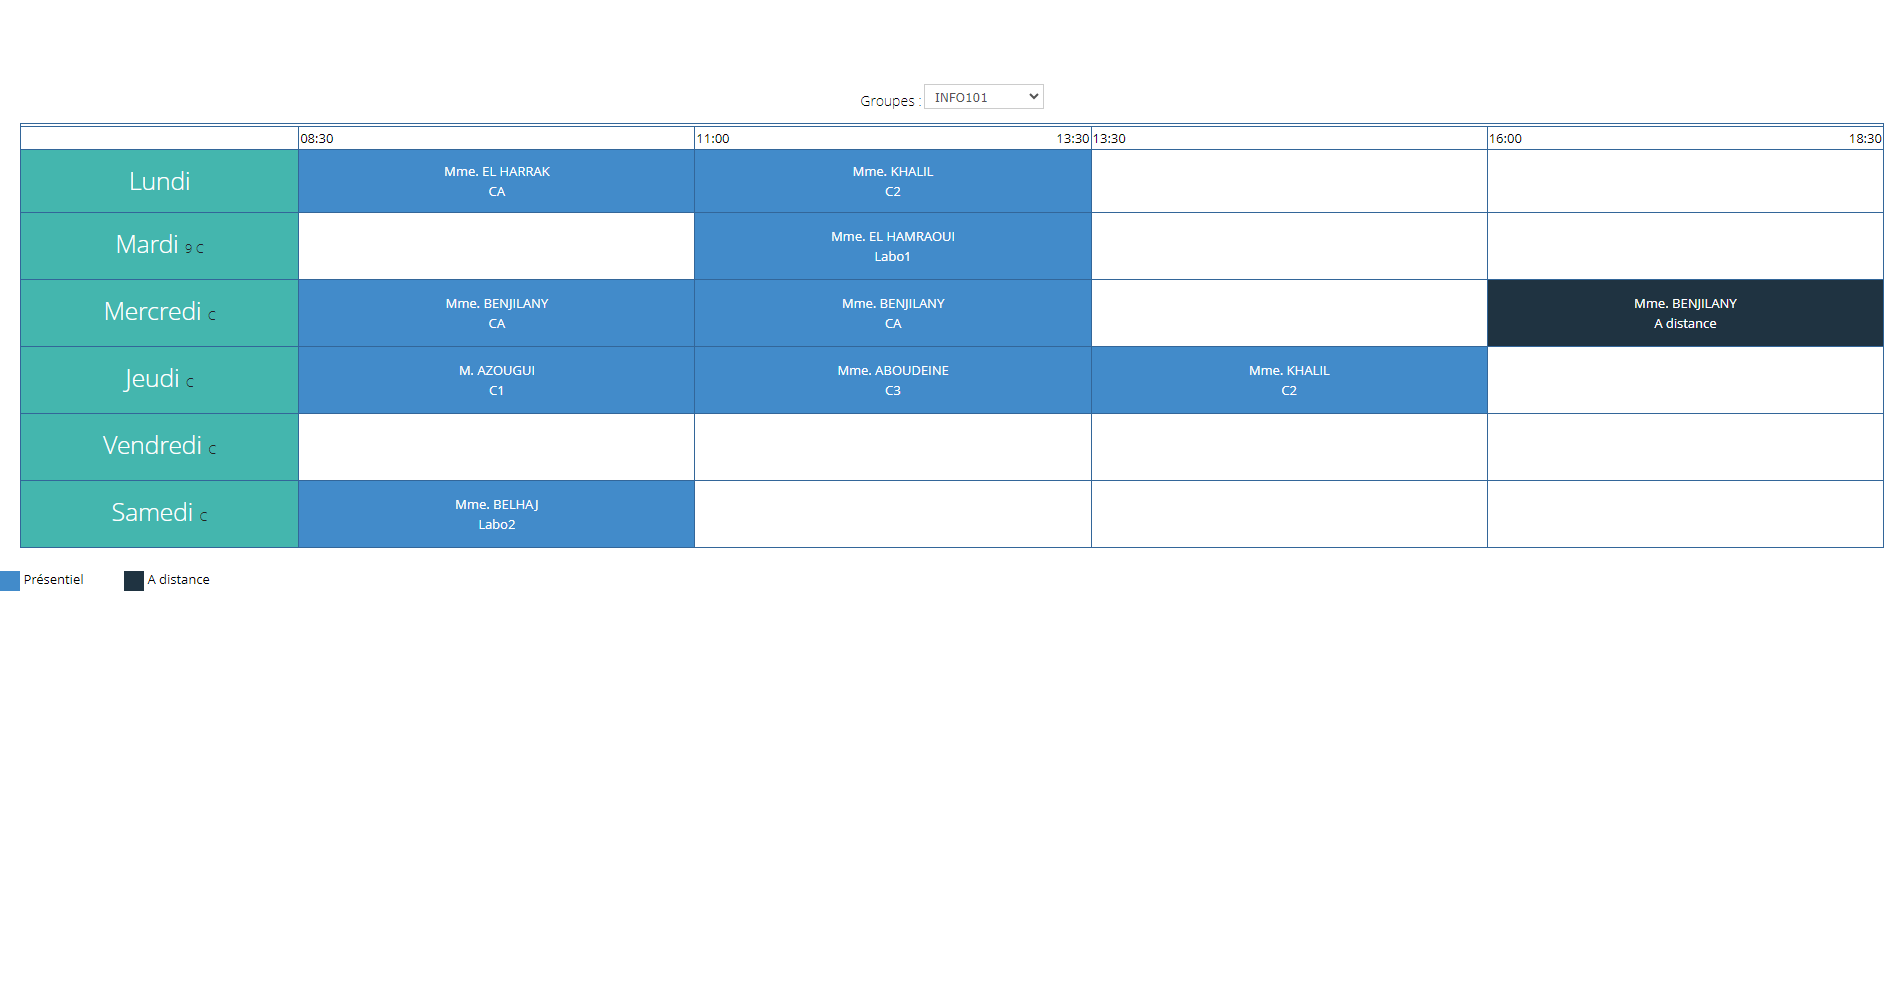 Groupes : INFO101
08:30 11:00 13:30 13:30 16:00 18:30
Lundi
Mme. EL HARRAK
CA
Mme. KHALIL
C2
Mardi 9 C
Mme. EL HAMRAOUI
Labo1
Mercredi C
Mme. BENJILANY
CA
Mme. BENJILANY
CA
Mme. BENJILANY
A distance
Jeudi C
M. AZOUGUI
C1
Mme. ABOUDEINE
C3
Mme. KHALIL
C2
Vendredi C
Samedi C
Mme. BELHAJ
Labo2
Présentiel A distance